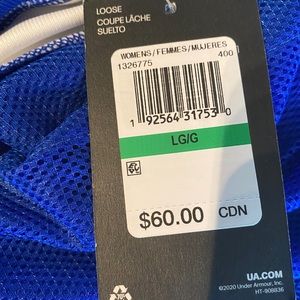 LOOSE
COUPE LÂCHE
SUELTO
WOMENS/FEMMES/MUJERES
1326775 400
1 92564 31753 0
LG/G
$60.00 CDN
UA.COM
©2020 Under Armour, Inc.
HT-908836